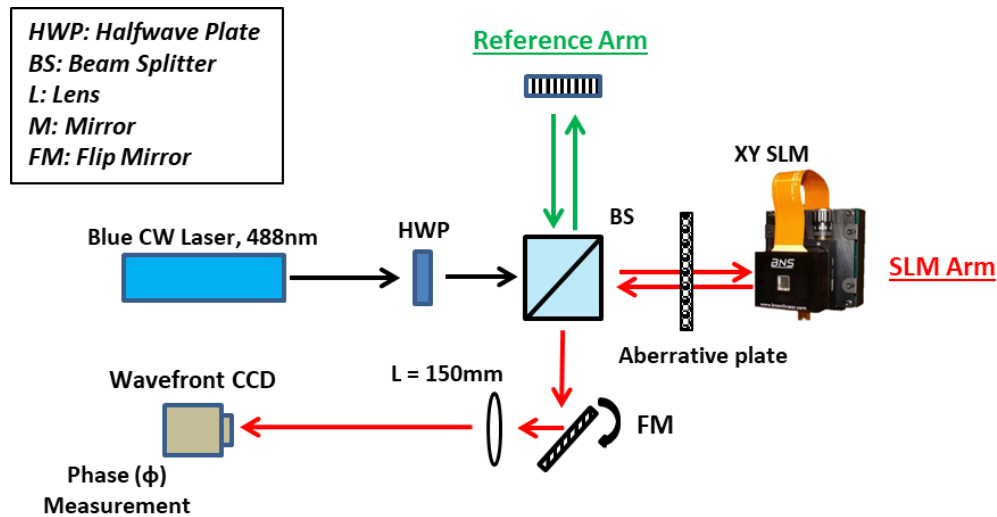 HWP: Halfwave Plate
BS: Beam Splitter
L: Lens
M: Mirror
FM: Flip Mirror
Reference Arm
XY SLM
BS
HWP
Blue CW Laser, 488nm
BNS
SLM Arm
Aberrative plate
L = 150mm
Wavefront CCD
FM
Phase (ϕ)
Measurement